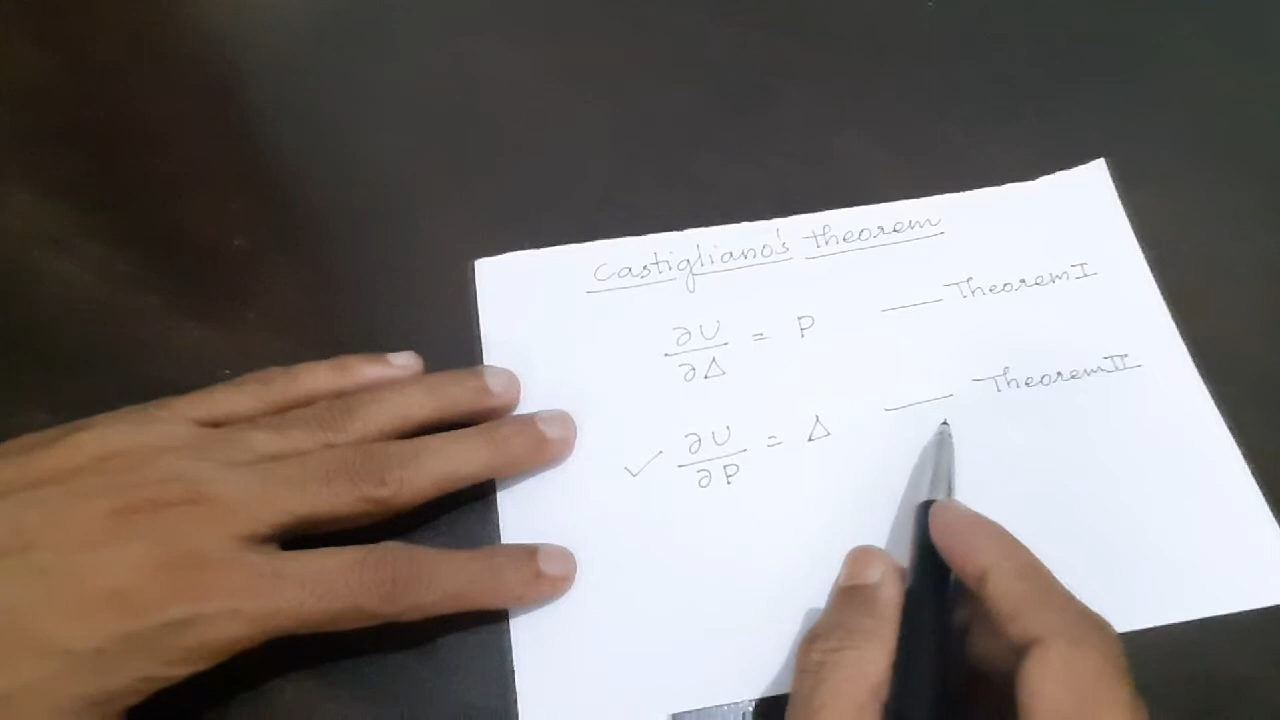 Castigliano's theorem
∂U/∂Δ = P —— Theorem I
✓ ∂U/∂P = Δ —— Theorem II